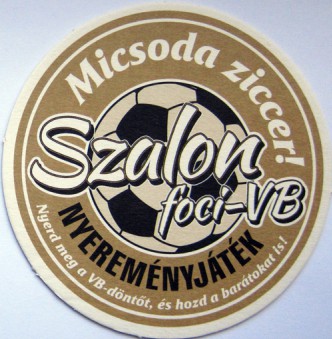 Micsoda ziccer!
Szalon
foci-VB
NYEREMÉNYJÁTÉK
Nyerd meg a VB-döntőt, és hozd a barátokat is!